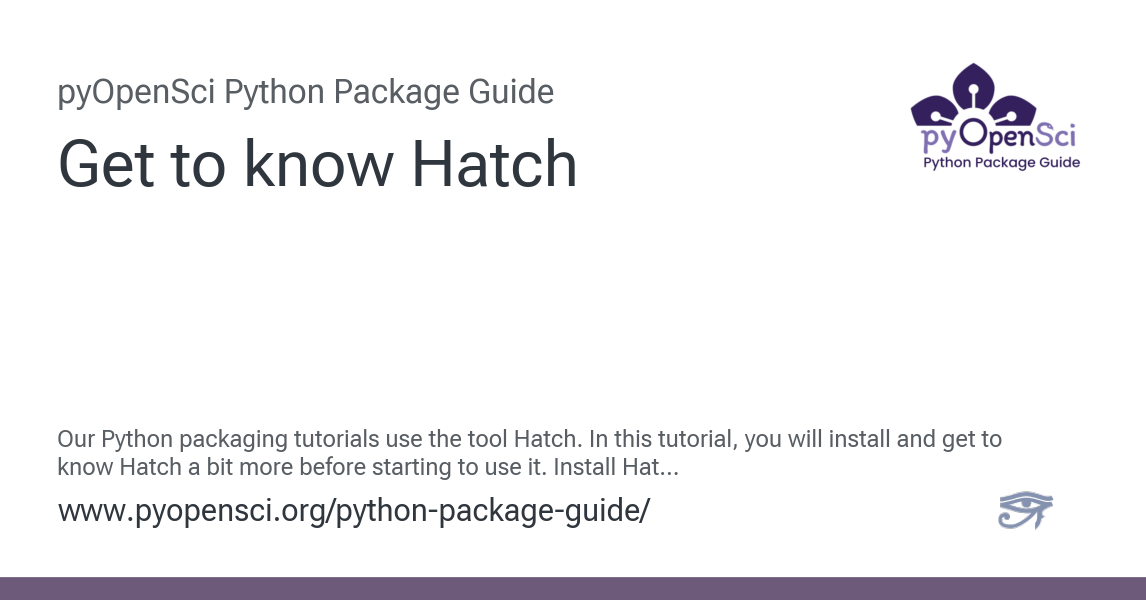 pyOpenSci Python Package Guide
Get to know Hatch
pyOpenSci
Python Package Guide
Our Python packaging tutorials use the tool Hatch. In this tutorial, you will install and get to
know Hatch a bit more before starting to use it. Install Hat...
www.pyopensci.org/python-package-guide/